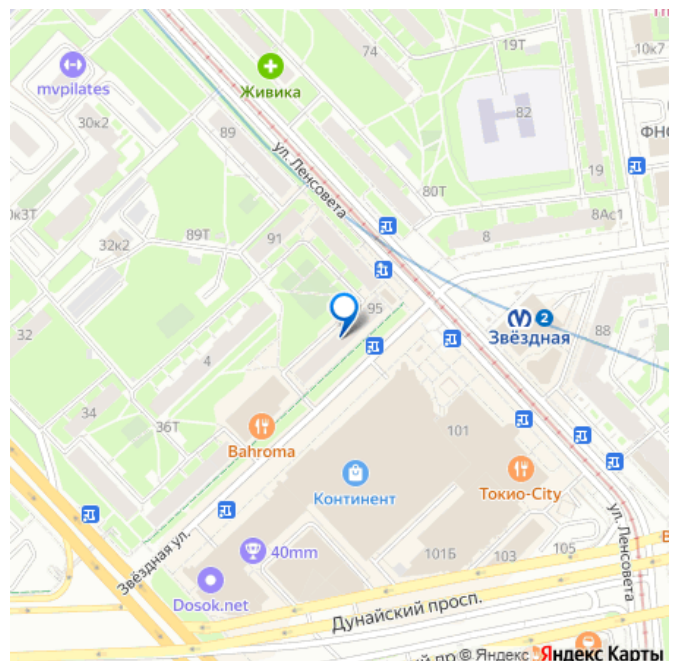 74
19Т
10к7
mvpilates
Живика
30к2
89
82
ФНС
ул. Ленсовета
19
80Т
8Ас1
8
91
89Т
32к2
95
2
Звёздная
88
32
4
34
36Т
Bahroma
101
Континент
Токио-City
ул. Ленсовета
Звёздная ул.
40mm
101Б
103
105
Dosok.net
Дунайский просп.
© Яндекс
Яндекс Карты